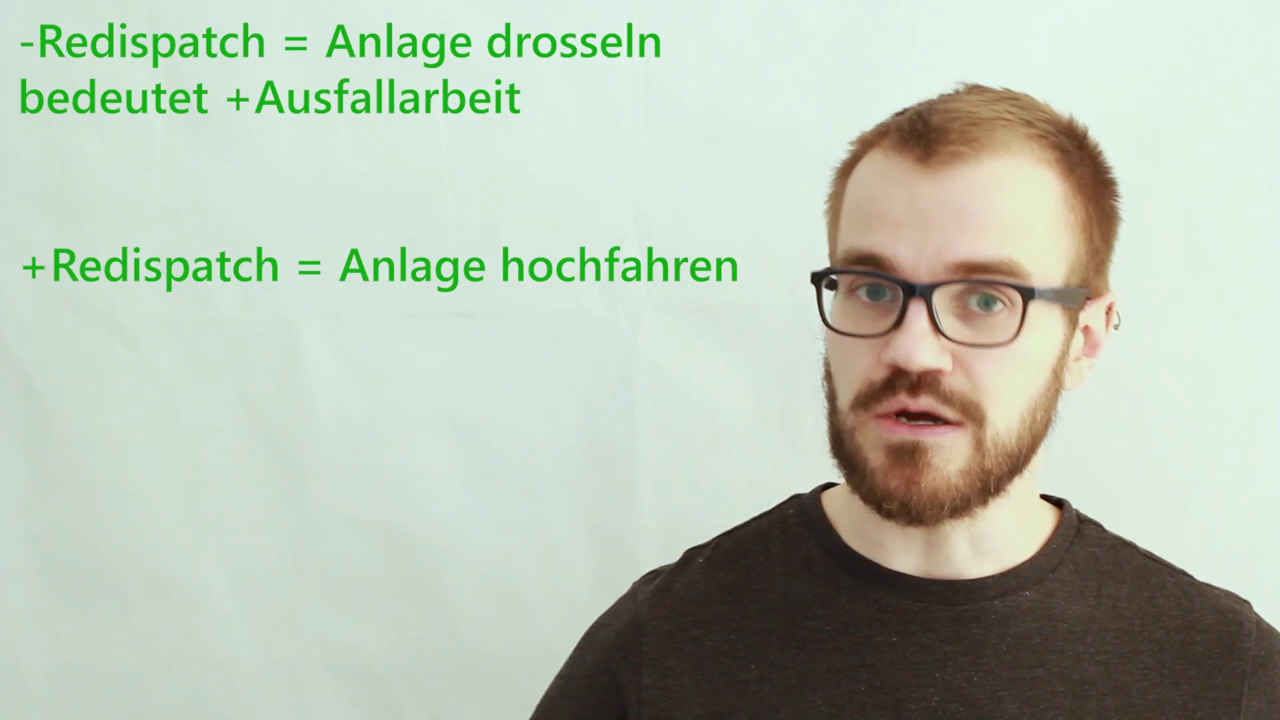 -Redispatch = Anlage drosseln
bedeutet +Ausfallarbeit
+Redispatch = Anlage hochfahren